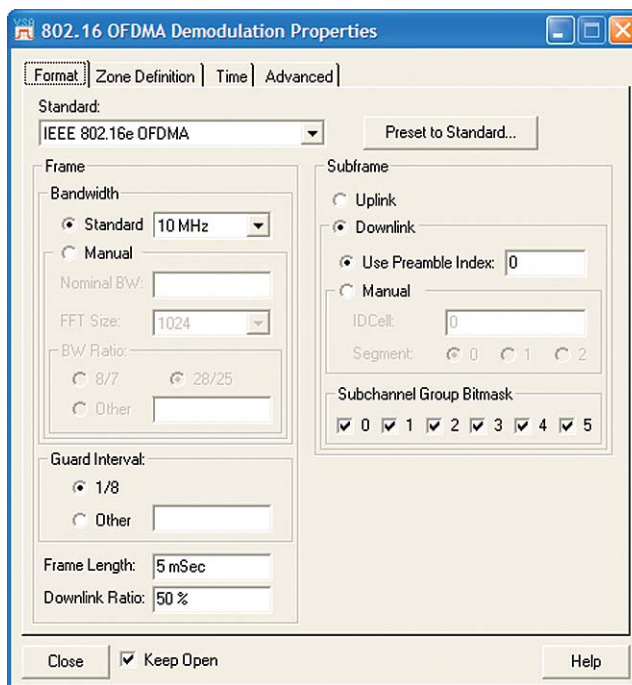 VSA 802.16 OFDMA Demodulation Properties
Format Zone Definition Time Advanced
Standard:
IEEE 802.16e OFDMA
Preset to Standard...
Frame
Bandwidth
Standard 10 MHz
Manual
Nominal BW:
FFT Size: 1024
BW Ratio:
8/7 28/25
Other
Guard Interval:
1/8
Other
Frame Length: 5 mSec
Downlink Ratio: 50 %
Subframe
Uplink
Downlink
Use Preamble Index: 0
Manual
IDCell: 0
Segment: 0 1 2
Subchannel Group Bitmask
0 1 2 3 4 5
Close Keep Open Help